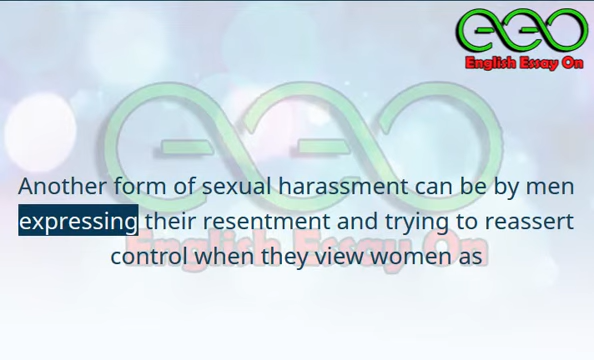 English Essay On
Another form of sexual harassment can be by men
expressing their resentment and trying to reassert
control when they view women as
English Essay On